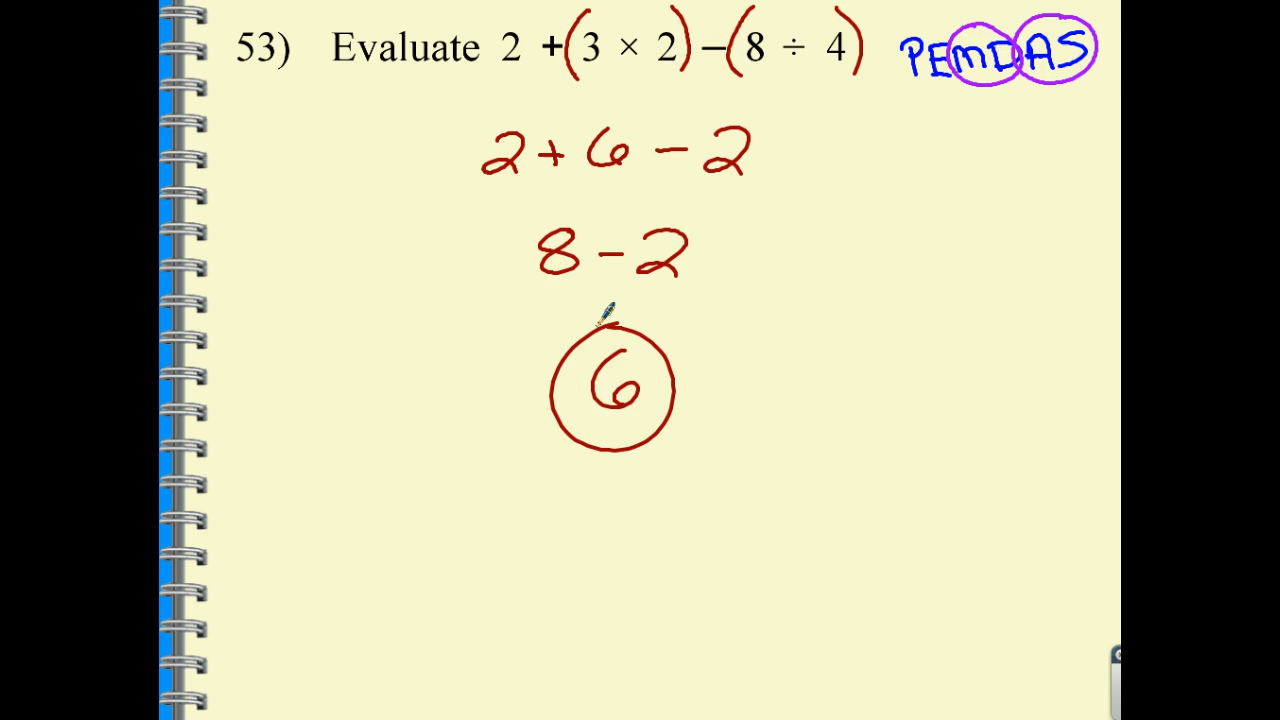 53) Evaluate 2 + (3 × 2) – (8 ÷ 4) PEMDAS
2 + 6 - 2
8 - 2
6